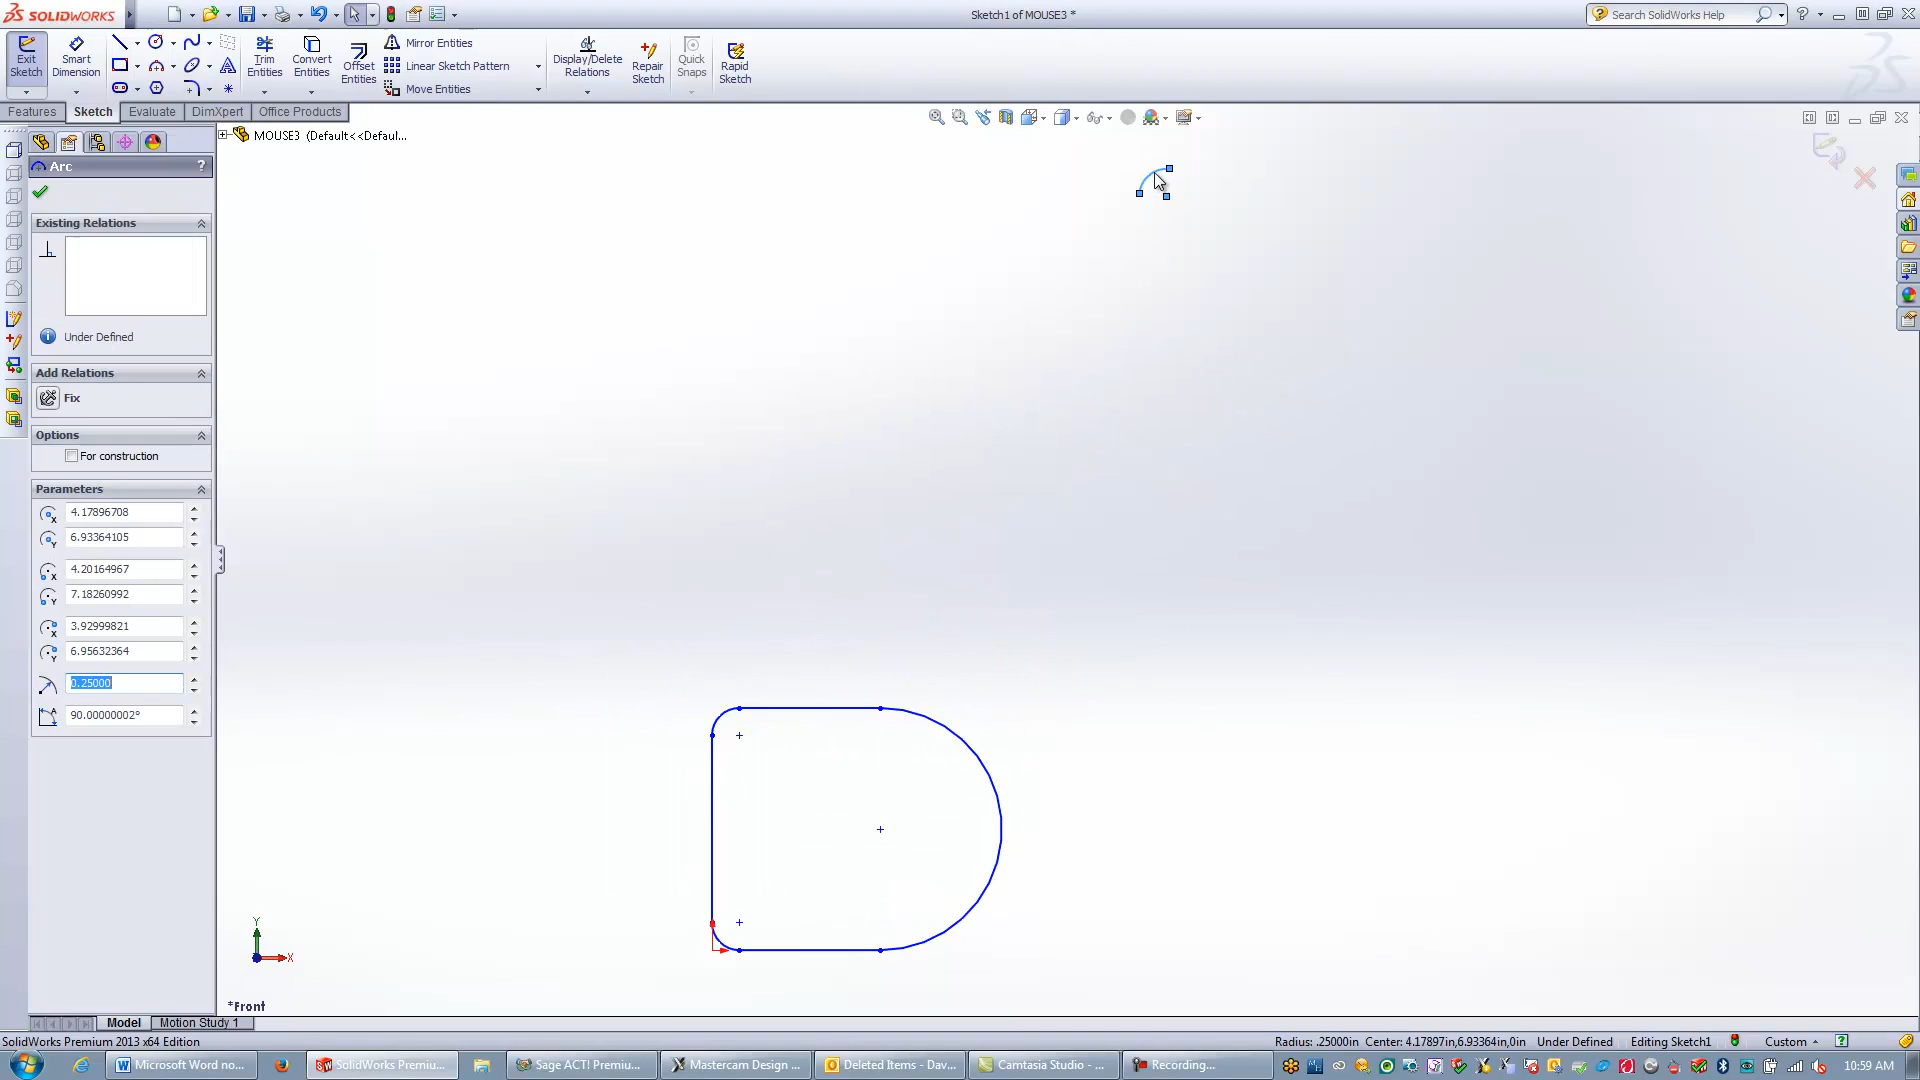 SOLIDWORKS
Sketch1 of MOUSE3 *
Search SolidWorks Help
Exit Sketch
Smart Dimension
Trim Entities
Convert Entities
Offset Entities
Mirror Entities
Linear Sketch Pattern
Move Entities
Display/Delete Relations
Repair Sketch
Quick Snaps
Rapid Sketch
Features
Sketch
Evaluate
DimXpert
Office Products
MOUSE3 (Default<<Defaul...
Arc
?
Existing Relations
Under Defined
Add Relations
Fix
Options
For construction
Parameters
4.17896708
6.93364105
4.20164967
7.18260992
3.92999821
6.95632364
0.25000
90.00000002°
Y
X
*Front
Model
Motion Study 1
SolidWorks Premium 2013 x64 Edition
Radius: .25000in Center: 4.17897in,6.93364in,0in
Under Defined
Editing Sketch1
Custom
Microsoft Word no...
SolidWorks Premiu...
Sage ACT! Premiu...
Mastercam Design ...
Deleted Items - Dav...
Camtasia Studio - ...
Recording...
10:59 AM